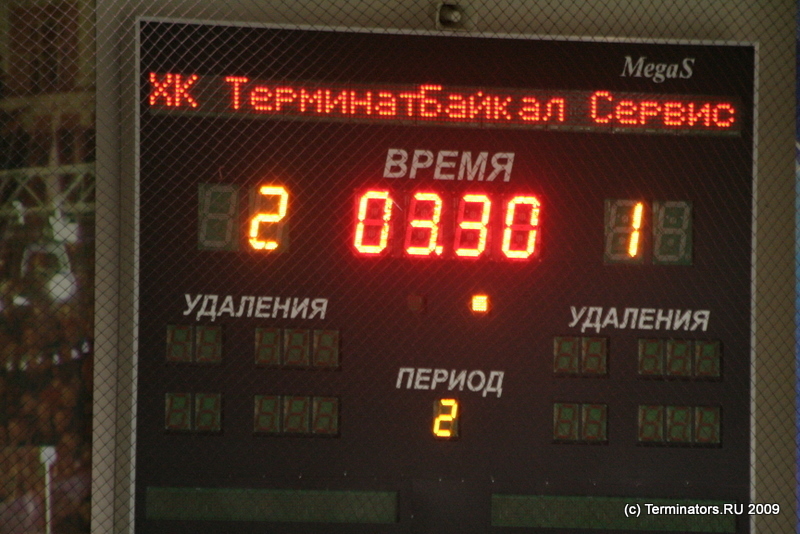 MegaS
ХК ТерминатБайкал Сервис
ВРЕМЯ
2 03.30 1
УДАЛЕНИЯ УДАЛЕНИЯ
ПЕРИОД
2
(c) Terminators.RU 2009